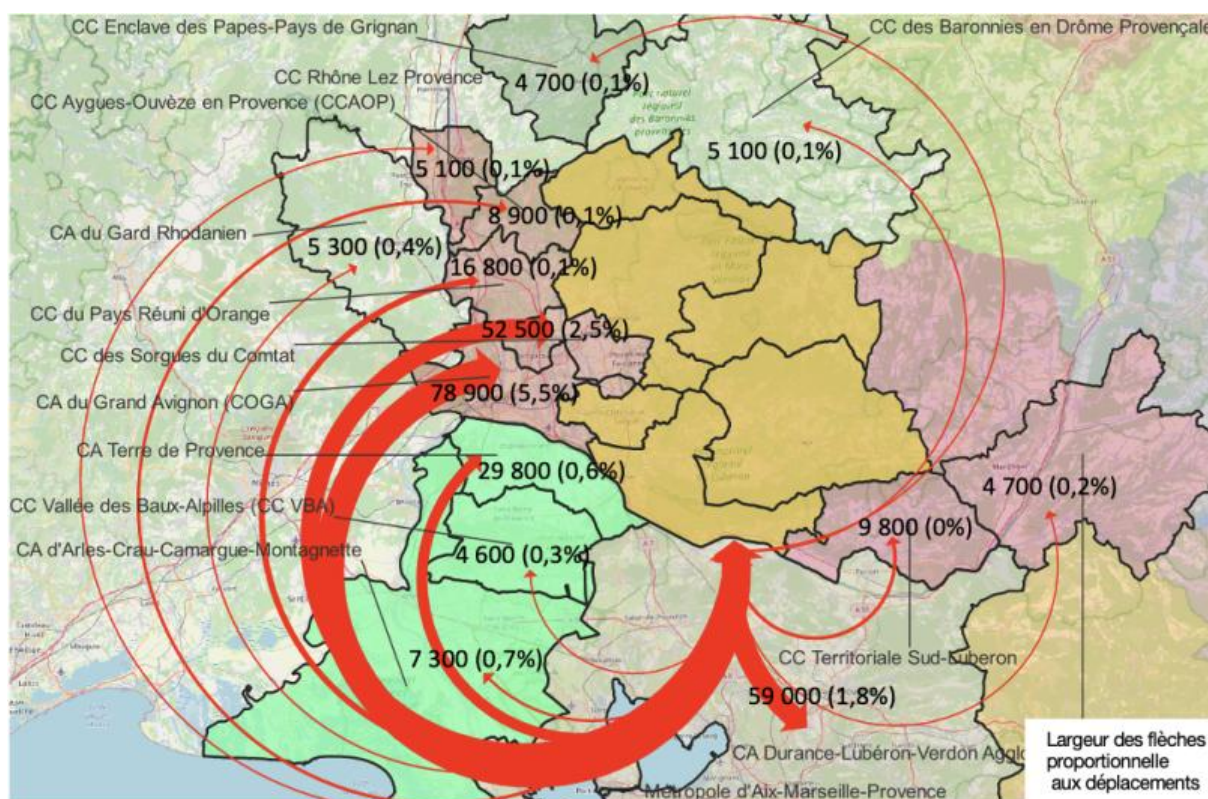 CC Enclave des Papes-Pays de Grignan
CC des Baronnies en Drôme Provençale
4 700 (0,1%)
CC Rhône Lez Provence
CC Aygues-Ouvèze en Provence (CCAOP)
Parc naturel
régional
des Baronnies
provençales
5 100 (0,1%)
5 100 (0,1%)
8 900 (0,1%)
CA du Gard Rhodanien
5 300 (0,4%)
16 800 (0,1%)
CC du Pays Réuni d'Orange
52 500 (2,5%)
CC des Sorgues du Comtat
78 900 (5,5%)
CA du Grand Avignon (COGA)
CA Terre de Provence
29 800 (0,6%)
4 700 (0,2%)
CC Vallée des Baux-Alpilles (CC VBA)
9 800 (0%)
CA d'Arles-Crau-Camargue-Montagnette
4 600 (0,3%)
7 300 (0,7%)
CC Territoriale Sud-Luberon
59 000 (1,8%)
CA Durance-Lubéron-Verdon Agglo
Métropole d'Aix-Marseille-Provence
Largeur des flèches
proportionnelle
aux déplacements